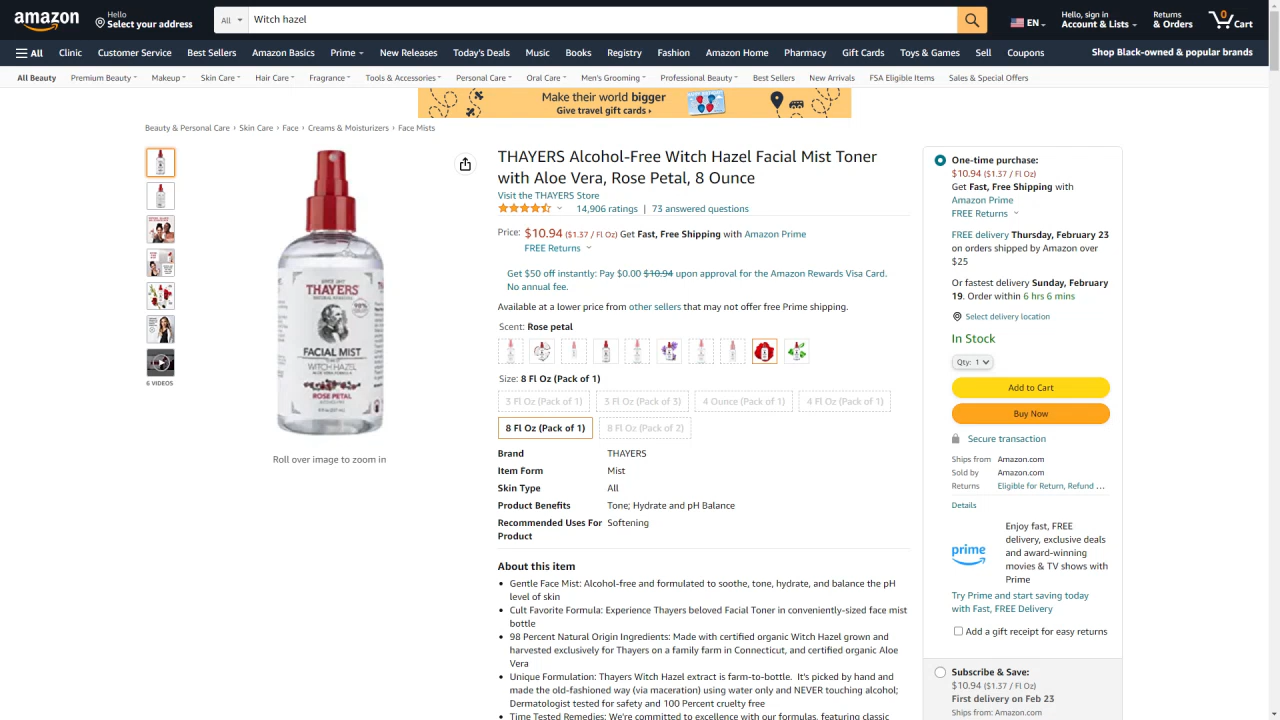 amazon
Hello
Select your address
All
Witch hazel
EN
Hello, sign in
Account & Lists
Returns
& Orders
0
Cart
All
Clinic
Customer Service
Best Sellers
Amazon Basics
Prime
New Releases
Today's Deals
Music
Books
Registry
Fashion
Amazon Home
Pharmacy
Gift Cards
Toys & Games
Sell
Coupons
Shop Black-owned & popular brands
All Beauty
Premium Beauty
Makeup
Skin Care
Hair Care
Fragrance
Tools & Accessories
Personal Care
Oral Care
Men's Grooming
Professional Beauty
Best Sellers
New Arrivals
FSA Eligible Items
Sales & Special Offers
Make their world bigger
Give travel gift cards ›
Beauty & Personal Care › Skin Care › Face › Creams & Moisturizers › Face Mists
6 VIDEOS
THAYERS
FACIAL MIST
WITCH HAZEL
ALOE VERA FORMULA
ROSE PETAL
Roll over image to zoom in
THAYERS Alcohol-Free Witch Hazel Facial Mist Toner
with Aloe Vera, Rose Petal, 8 Ounce
Visit the THAYERS Store
14,906 ratings | 73 answered questions
Price: $10.94 ($1.37 / Fl Oz) Get Fast, Free Shipping with Amazon Prime
FREE Returns
Get $50 off instantly: Pay $0.00 $10.94 upon approval for the Amazon Rewards Visa Card.
No annual fee.
Available at a lower price from other sellers that may not offer free Prime shipping.
Scent: Rose petal
Size: 8 Fl Oz (Pack of 1)
3 Fl Oz (Pack of 1)
3 Fl Oz (Pack of 3)
4 Ounce (Pack of 1)
4 Fl Oz (Pack of 1)
8 Fl Oz (Pack of 1)
8 Fl Oz (Pack of 2)
Brand THAYERS
Item Form Mist
Skin Type All
Product Benefits Tone; Hydrate and pH Balance
Recommended Uses For Softening
Product
About this item
Gentle Face Mist: Alcohol-free and formulated to soothe, tone, hydrate, and balance the pH
level of skin
Cult Favorite Formula: Experience Thayers beloved Facial Toner in conveniently-sized face mist
bottle
98 Percent Natural Origin Ingredients: Made with certified organic Witch Hazel grown and
harvested exclusively for Thayers on a family farm in Connecticut, and certified organic Aloe
Vera
Unique Formulation: Thayers Witch Hazel extract is farm-to-bottle. It's picked by hand and
made the old-fashioned way (via maceration) using water only and NEVER touching alcohol;
Dermatologist tested for safety and 100 Percent cruelty free
Time Tested Remedies: We're committed to excellence with our formulas, featuring classic
One-time purchase:
$10.94 ($1.37 / Fl Oz)
Get Fast, Free Shipping with
Amazon Prime
FREE Returns
FREE delivery Thursday, February 23
on orders shipped by Amazon over
$25
Or fastest delivery Sunday, February
19. Order within 6 hrs 6 mins
Select delivery location
In Stock
Qty: 1
Add to Cart
Buy Now
Secure transaction
Ships from Amazon.com
Sold by Amazon.com
Returns Eligible for Return, Refund ...
Details
prime
Enjoy fast, FREE
delivery, exclusive deals
and award-winning
movies & TV shows with
Prime
Try Prime and start saving today
with Fast, FREE Delivery
Add a gift receipt for easy returns
Subscribe & Save:
$10.94 ($1.37 / Fl Oz)
First delivery on Feb 23
Ships from: Amazon.com